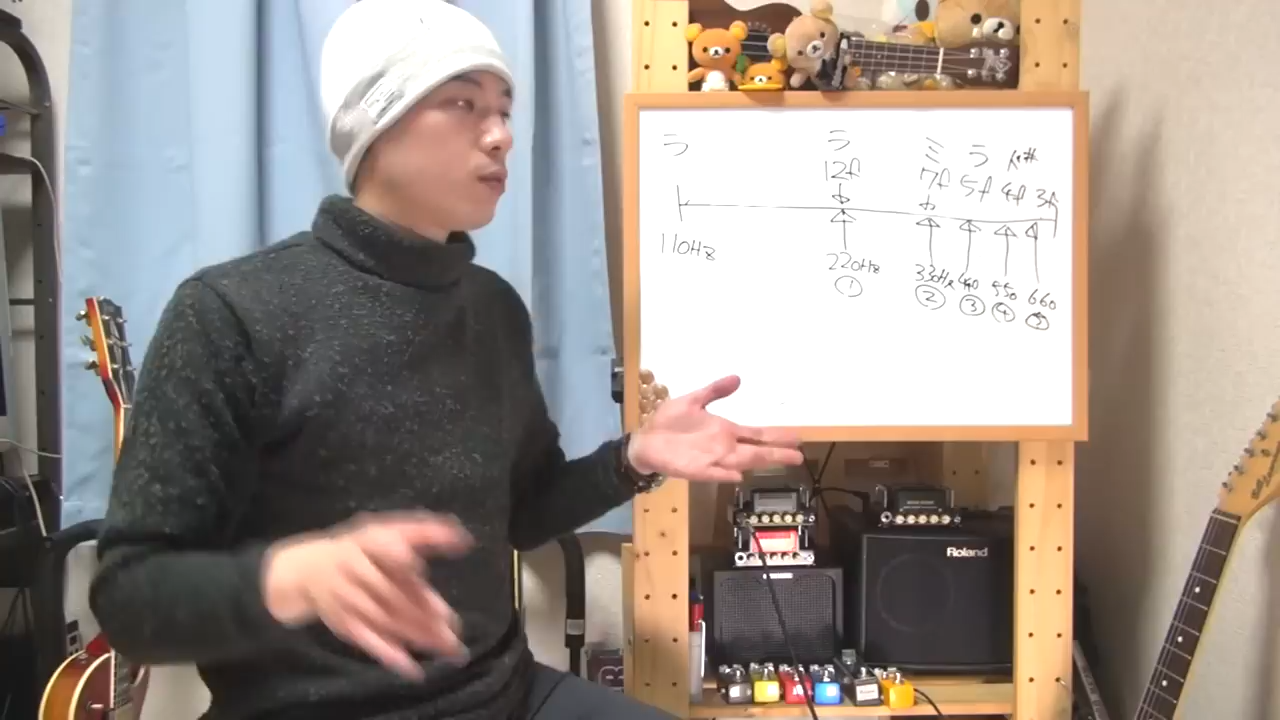 ラ ラ ミ ラ ド#
12f 7f 5f 4f 3f
110Hz 220Hz 330Hz 440 550 660
① ② ③ ④ ⑤
Roland